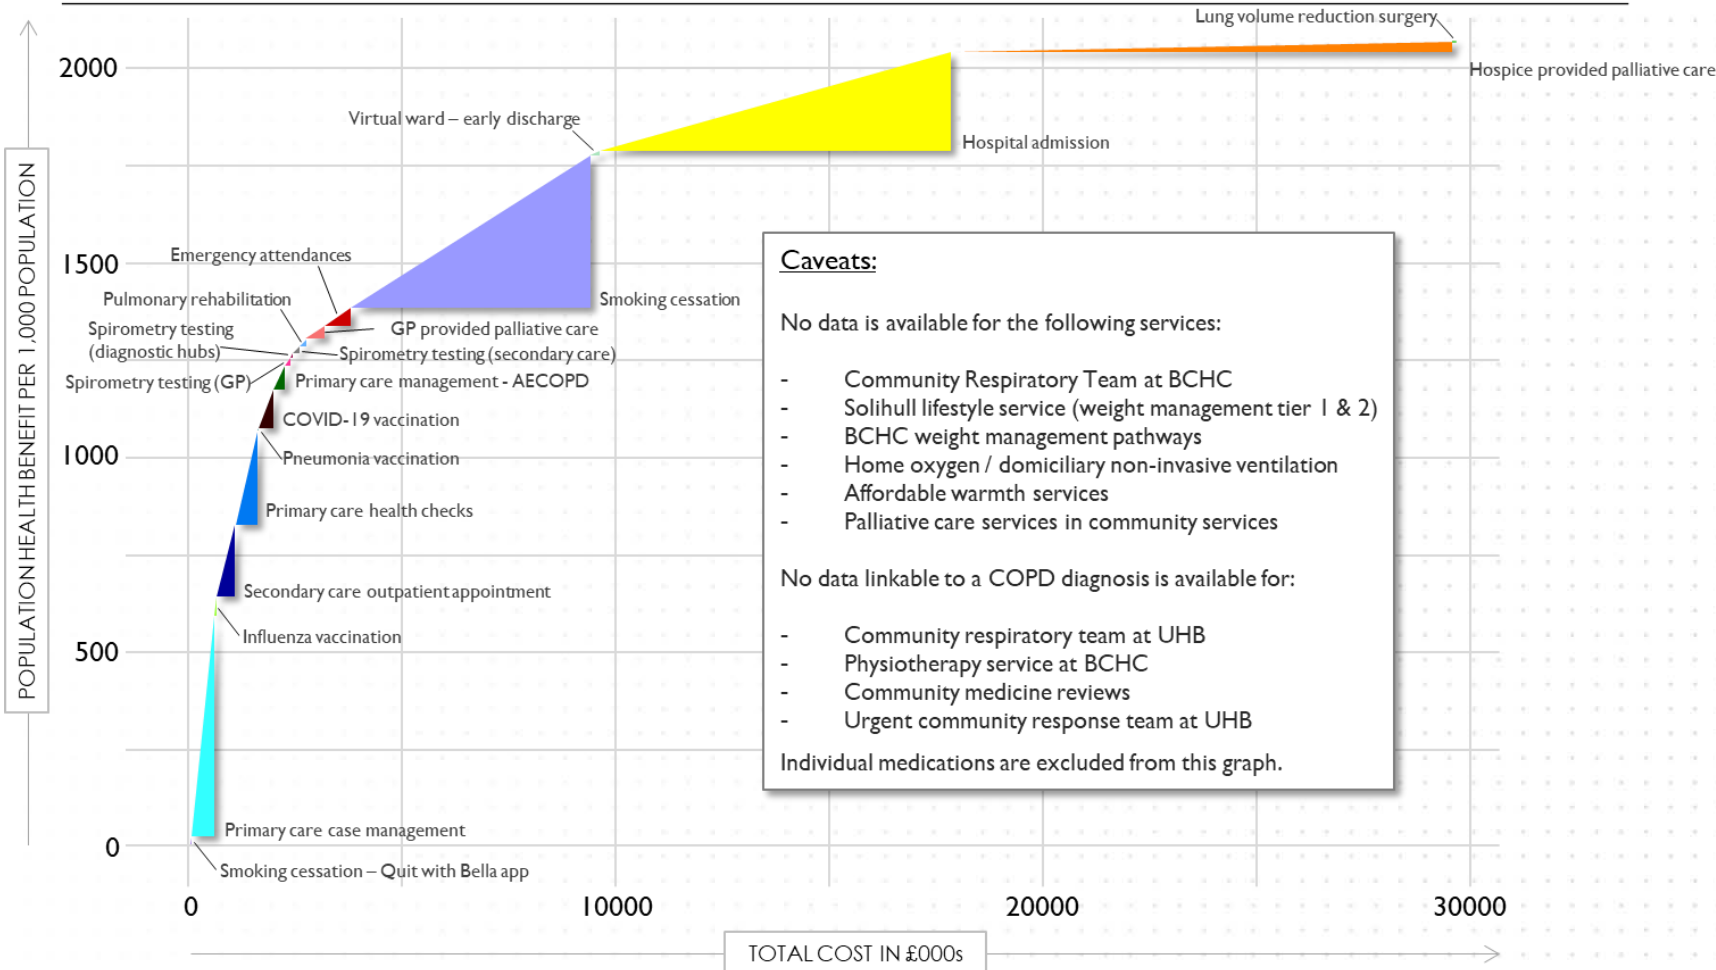 Lung volume reduction surgery
2000
Hospice provided palliative care
Virtual ward – early discharge
Hospital admission
POPULATION HEALTH BENEFIT PER 1,000 POPULATION
Emergency attendances
1500
Pulmonary rehabilitation
Smoking cessation
Spirometry testing
(diagnostic hubs)
GP provided palliative care
Spirometry testing (secondary care)
Spirometry testing (GP)
Primary care management - AECOPD
COVID-19 vaccination
1000
Pneumonia vaccination
Primary care health checks
Secondary care outpatient appointment
Influenza vaccination
500
Primary care case management
0
Smoking cessation – Quit with Bella app
Caveats:
No data is available for the following services:
- Community Respiratory Team at BCHC
- Solihull lifestyle service (weight management tier 1 & 2)
- BCHC weight management pathways
- Home oxygen / domiciliary non-invasive ventilation
- Affordable warmth services
- Palliative care services in community services
No data linkable to a COPD diagnosis is available for:
- Community respiratory team at UHB
- Physiotherapy service at BCHC
- Community medicine reviews
- Urgent community response team at UHB
Individual medications are excluded from this graph.
0 10000 20000 30000
TOTAL COST IN £000s